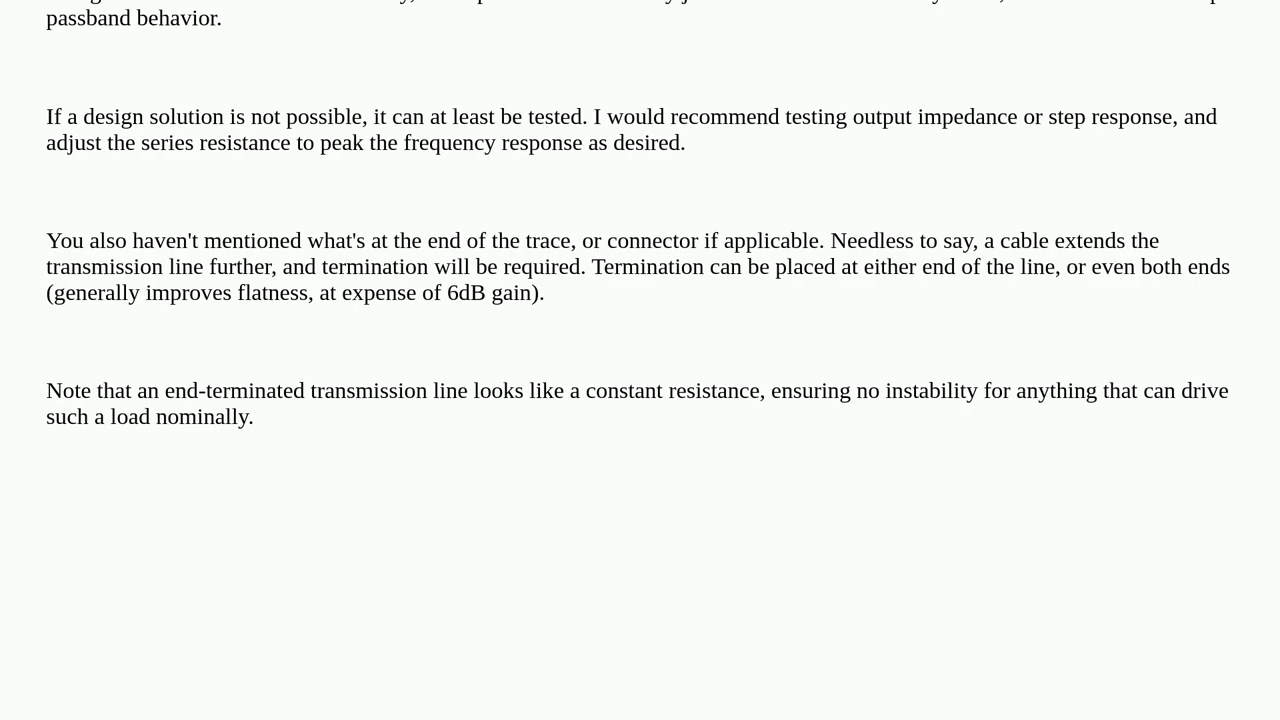 passband behavior.
If a design solution is not possible, it can at least be tested. I would recommend testing output impedance or step response, and
adjust the series resistance to peak the frequency response as desired.
You also haven't mentioned what's at the end of the trace, or connector if applicable. Needless to say, a cable extends the
transmission line further, and termination will be required. Termination can be placed at either end of the line, or even both ends
(generally improves flatness, at expense of 6dB gain).
Note that an end-terminated transmission line looks like a constant resistance, ensuring no instability for anything that can drive
such a load nominally.